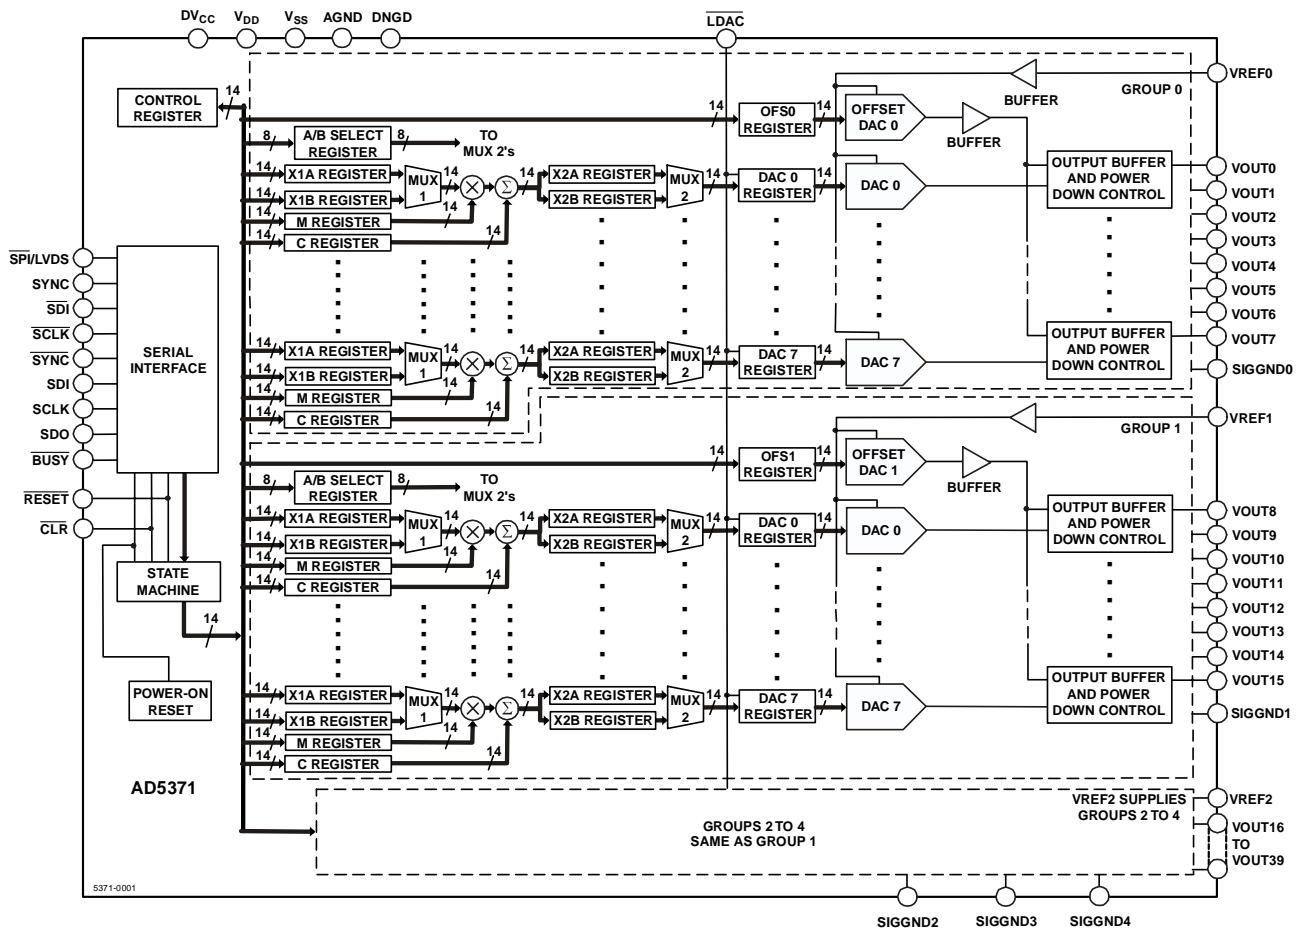 DVCC VDD VSS AGND DNGD LDAC
VREF0
GROUP 0
BUFFER
14
CONTROL
REGISTER
14 OFS0
REGISTER 14 OFFSET
DAC 0
BUFFER
8 A/B SELECT
REGISTER 8 TO
MUX 2's
14 X1A REGISTER
MUX
1
14 X1B REGISTER
14 M REGISTER
14 C REGISTER
14 14 14
× Σ 14
X2A REGISTER
X2B REGISTER
MUX
2
14 DAC 0
REGISTER 14 DAC 0
OUTPUT BUFFER
AND POWER
DOWN CONTROL
VOUT0
VOUT1
VOUT2
VOUT3
VOUT4
VOUT5
VOUT6
VOUT7
SIGGND0
SPI/LVDS
SYNC
SDI
SCLK
SYNC
SDI
SCLK
SDO
BUSY
RESET
CLR
SERIAL
INTERFACE
14 X1A REGISTER
MUX
1
14 X1B REGISTER
14 M REGISTER
14 C REGISTER
14 14 14
× Σ 14
X2A REGISTER
X2B REGISTER
MUX
2
14 DAC 7
REGISTER 14 DAC 7
OUTPUT BUFFER
AND POWER
DOWN CONTROL
VREF1
GROUP 1
14 OFS1
REGISTER 14 OFFSET
DAC 1
BUFFER
8 A/B SELECT
REGISTER 8 TO
MUX 2's
14 X1A REGISTER
MUX
1
14 X1B REGISTER
14 M REGISTER
14 C REGISTER
14 14 14
× Σ 14
X2A REGISTER
X2B REGISTER
MUX
2
14 DAC 0
REGISTER 14 DAC 0
OUTPUT BUFFER
AND POWER
DOWN CONTROL
VOUT8
VOUT9
VOUT10
VOUT11
VOUT12
VOUT13
VOUT14
VOUT15
SIGGND1
STATE
MACHINE
14
POWER-ON
RESET
14 X1A REGISTER
MUX
1
14 X1B REGISTER
14 M REGISTER
14 C REGISTER
14 14 14
× Σ 14
X2A REGISTER
X2B REGISTER
MUX
2
14 DAC 7
REGISTER 14 DAC 7
OUTPUT BUFFER
AND POWER
DOWN CONTROL
AD5371
VREF2 SUPPLIES
GROUPS 2 TO 4
GROUPS 2 TO 4
SAME AS GROUP 1
VREF2
VOUT16
TO
VOUT39
5371-0001
SIGGND2 SIGGND3 SIGGND4